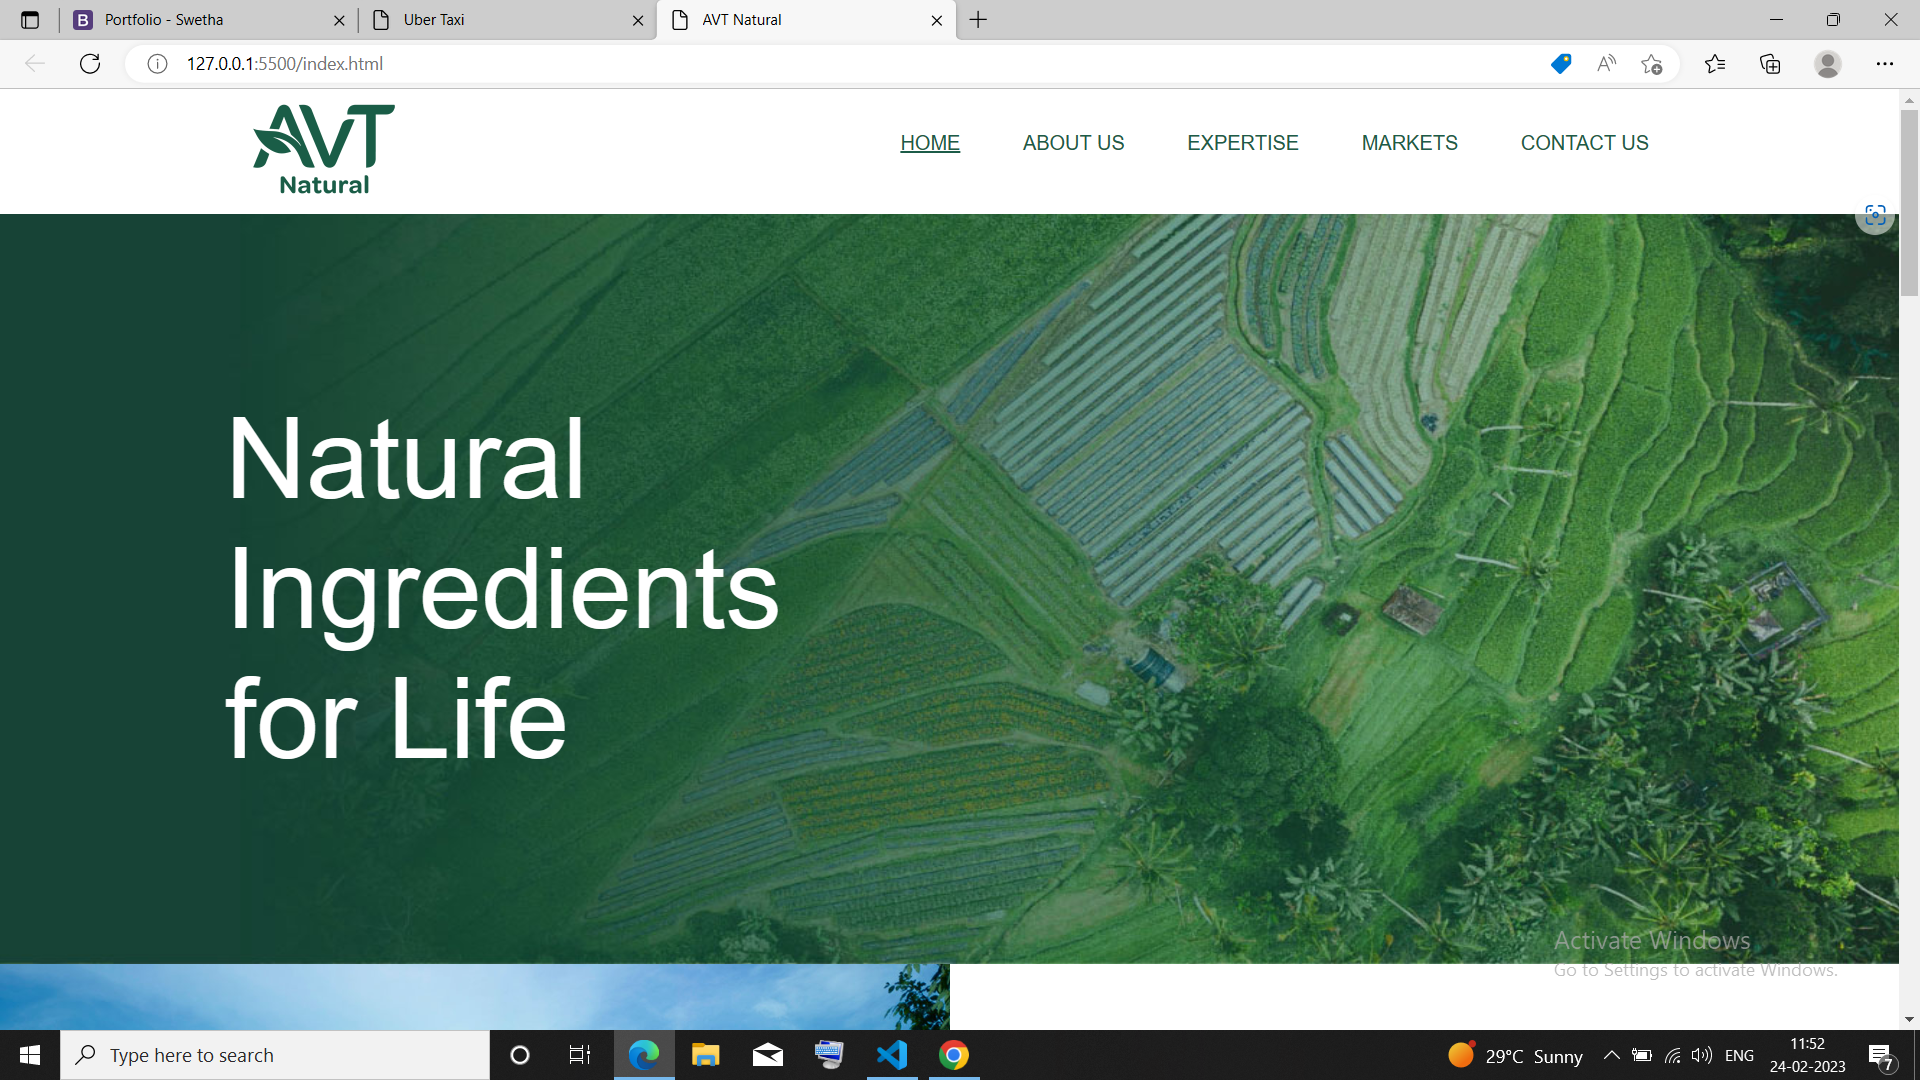 Portfolio - Swetha
Uber Taxi
AVT Natural
127.0.0.1:5500/index.html
AVT
Natural
HOME ABOUT US EXPERTISE MARKETS CONTACT US
Natural
Ingredients
for Life
Activate Windows
Go to Settings to activate Windows.
Type here to search
29°C Sunny
ENG
11:52
24-02-2023
7